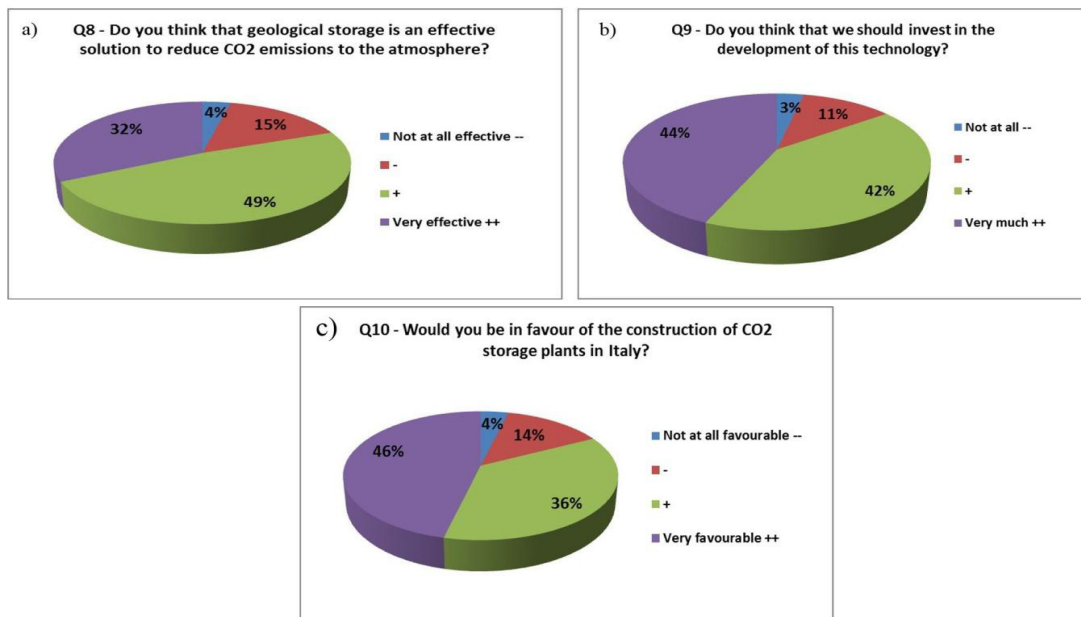 a)
Q8 - Do you think that geological storage is an effective
solution to reduce CO2 emissions to the atmosphere?
4%
15%
32%
49%
Not at all effective --
-
+
Very effective ++
b)
Q9 - Do you think that we should invest in the
development of this technology?
3%
11%
44%
42%
Not at all --
-
+
Very much ++
c)
Q10 - Would you be in favour of the construction of CO2
storage plants in Italy?
4%
14%
46%
36%
Not at all favourable --
-
+
Very favourable ++